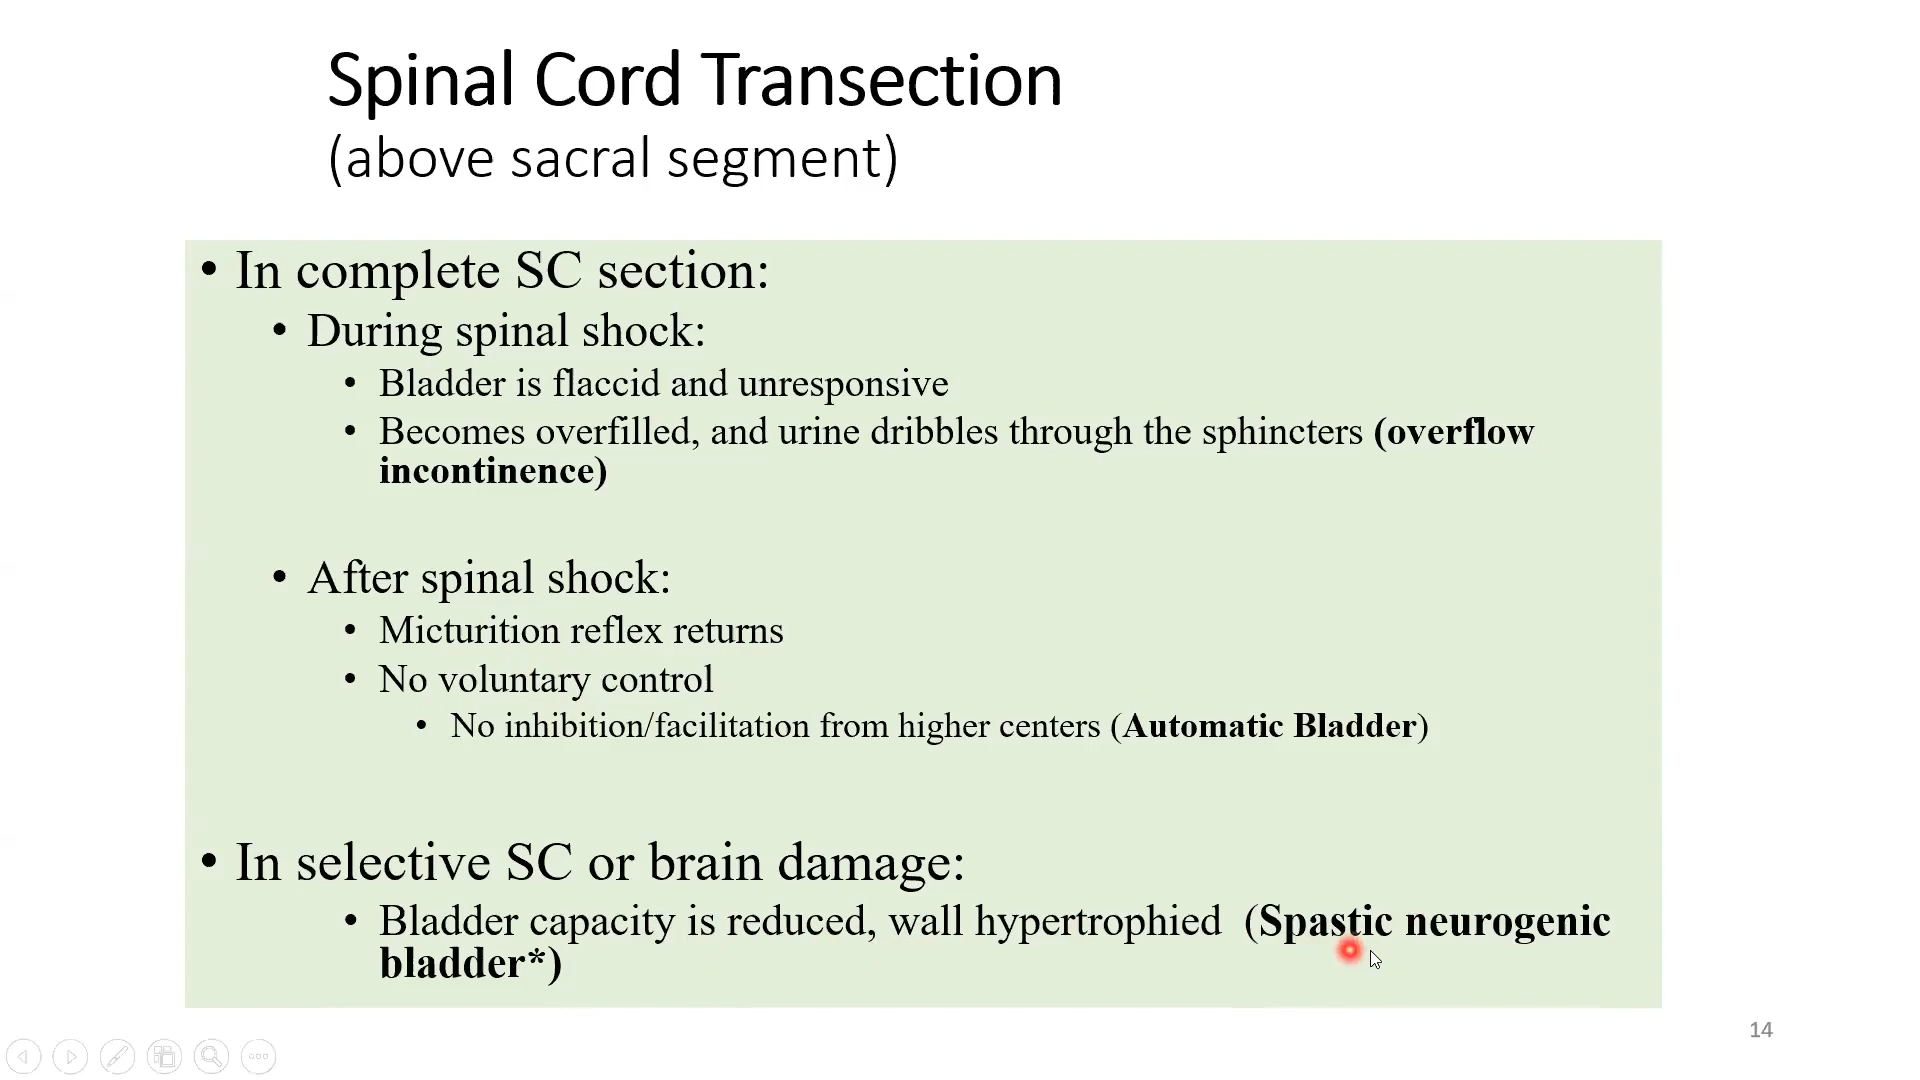 Spinal Cord Transection
(above sacral segment)
• In complete SC section:
• During spinal shock:
• Bladder is flaccid and unresponsive
• Becomes overfilled, and urine dribbles through the sphincters (overflow
incontinence)
• After spinal shock:
• Micturition reflex returns
• No voluntary control
• No inhibition/facilitation from higher centers (Automatic Bladder)
• In selective SC or brain damage:
• Bladder capacity is reduced, wall hypertrophied (Spastic neurogenic
bladder*)
14